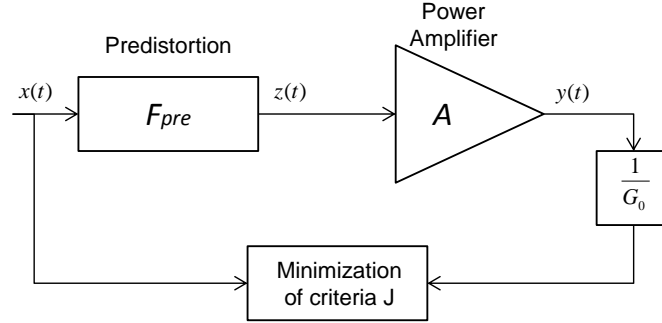 Power
Amplifier
Predistortion
x(t)
Fpre
z(t)
A
y(t)
1
G0
Minimization
of criteria J